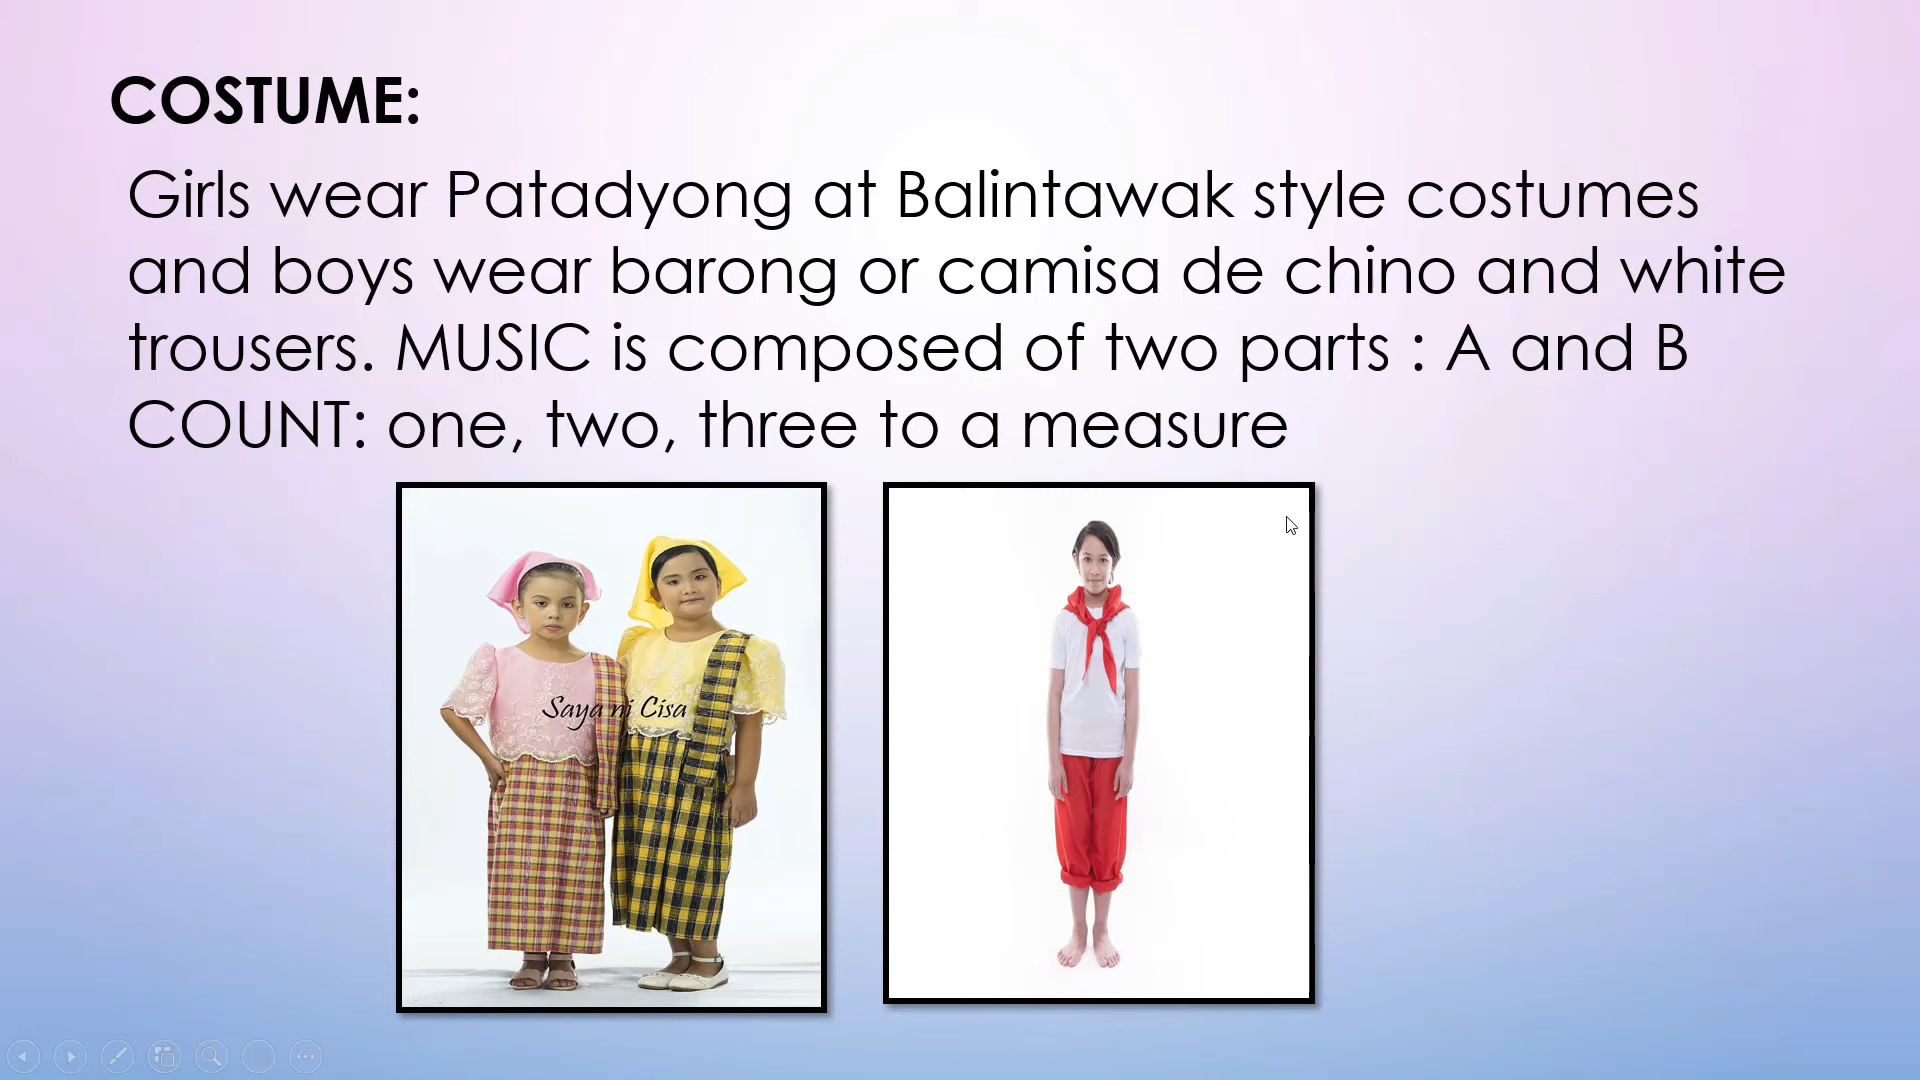 COSTUME:
Girls wear Patadyong at Balintawak style costumes
and boys wear barong or camisa de chino and white
trousers. MUSIC is composed of two parts : A and B
COUNT: one, two, three to a measure
Saya ni Cisa